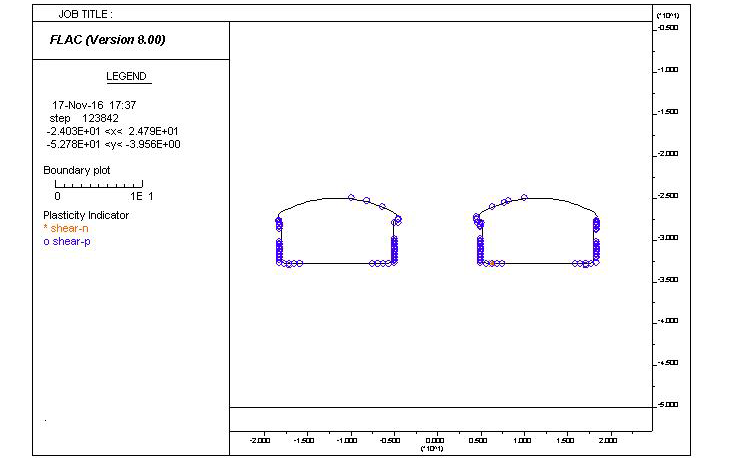 JOB TITLE :
FLAC (Version 8.00)
LEGEND
17-Nov-16 17:37
step 123842
-2.403E+01 <x< 2.479E+01
-5.278E+01 <y< -3.956E+00
Boundary plot
0 1E 1
Plasticity Indicator
* shear-n
o shear-p
(*10^1)
-0.500
-1.000
-1.500
-2.000
-2.500
-3.000
-3.500
-4.000
-4.500
-5.000
-2.000 -1.500 -1.000 -0.500 0.000 0.500 1.000 1.500 2.000
(*10^1)